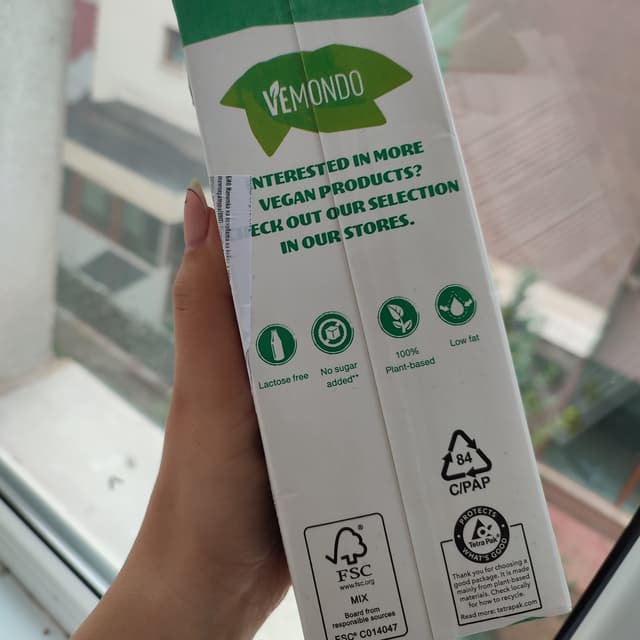 VEMONDO
NTERESTED IN MORE
VEGAN PRODUCTS?
ECK OUT OUR SELECTION
IN OUR STORES.
Lactose free
No sugar
added**
100%
Plant-based
Low fat
84
C/PAP
FSC
www.fsc.org
MIX
Board from
responsible sources
FSC® C014047
PROTECTS
Tetra Pak®
WHAT'S GOOD
Thank you for choosing a
good package. It is made
mainly from plant-based
materials. Check locally
for how to recycle.
Read more: tetrapak.com